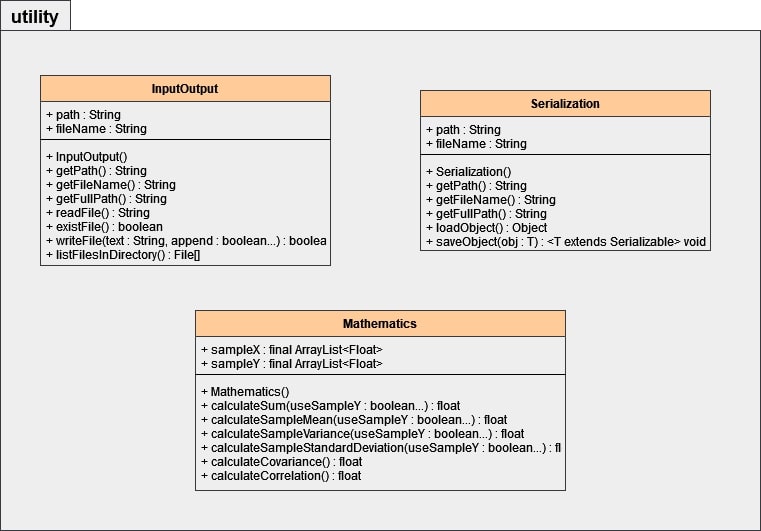 utility
InputOutput
+ path : String
+ fileName : String
+ InputOutput()
+ getPath() : String
+ getFileName() : String
+ getFullPath() : String
+ readFile() : String
+ existFile() : boolean
+ writeFile(text : String, append : boolean...) : boolea
+ listFilesInDirectory() : File[]
Serialization
+ path : String
+ fileName : String
+ Serialization()
+ getPath() : String
+ getFileName() : String
+ getFullPath() : String
+ loadObject() : Object
+ saveObject(obj : T) : <T extends Serializable> void
Mathematics
+ sampleX : final ArrayList<Float>
+ sampleY : final ArrayList<Float>
+ Mathematics()
+ calculateSum(useSampleY : boolean...) : float
+ calculateSampleMean(useSampleY : boolean...) : float
+ calculateSampleVariance(useSampleY : boolean...) : float
+ calculateSampleStandardDeviation(useSampleY : boolean...) : fl
+ calculateCovariance() : float
+ calculateCorrelation() : float